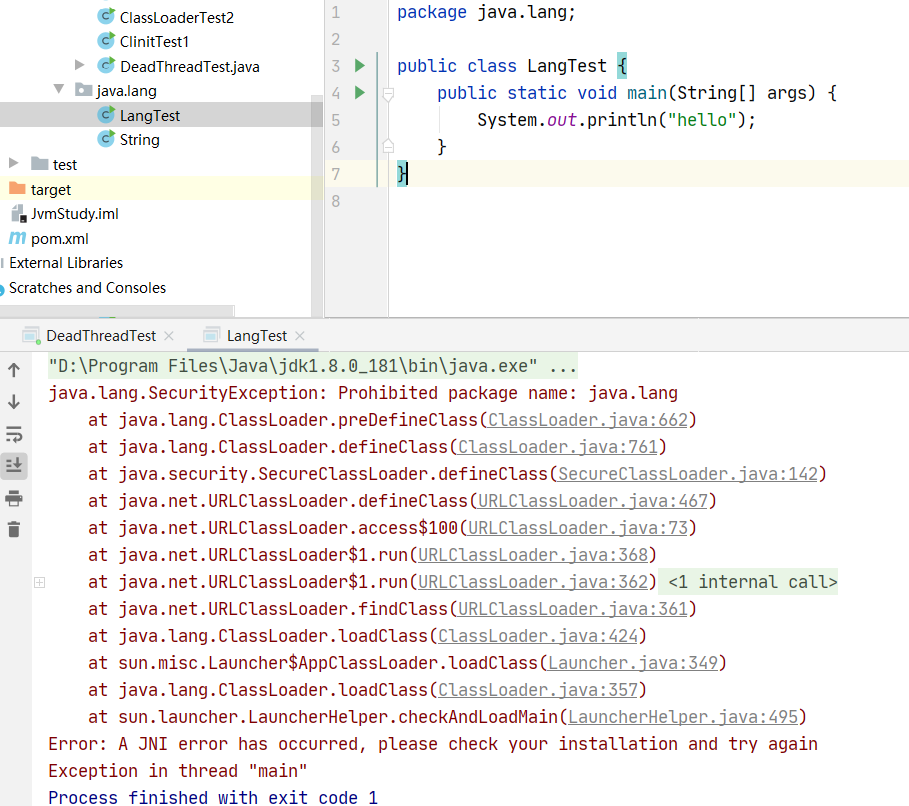 ClassLoaderTest2
ClinitTest1
DeadThreadTest.java
java.lang
LangTest
String
test
target
JvmStudy.iml
pom.xml
External Libraries
Scratches and Consoles
1 package java.lang;
2
3 public class LangTest {
4 public static void main(String[] args) {
5 System.out.println("hello");
6 }
7 }
8
DeadThreadTest
LangTest
"D:\Program Files\Java\jdk1.8.0_181\bin\java.exe" ...
java.lang.SecurityException: Prohibited package name: java.lang
at java.lang.ClassLoader.preDefineClass(ClassLoader.java:662)
at java.lang.ClassLoader.defineClass(ClassLoader.java:761)
at java.security.SecureClassLoader.defineClass(SecureClassLoader.java:142)
at java.net.URLClassLoader.defineClass(URLClassLoader.java:467)
at java.net.URLClassLoader.access$100(URLClassLoader.java:73)
at java.net.URLClassLoader$1.run(URLClassLoader.java:368)
at java.net.URLClassLoader$1.run(URLClassLoader.java:362) <1 internal call>
at java.net.URLClassLoader.findClass(URLClassLoader.java:361)
at java.lang.ClassLoader.loadClass(ClassLoader.java:424)
at sun.misc.Launcher$AppClassLoader.loadClass(Launcher.java:349)
at java.lang.ClassLoader.loadClass(ClassLoader.java:357)
at sun.launcher.LauncherHelper.checkAndLoadMain(LauncherHelper.java:495)
Error: A JNI error has occurred, please check your installation and try again
Exception in thread "main"
Process finished with exit code 1